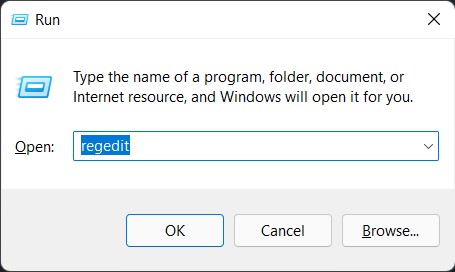 Run
Type the name of a program, folder, document, or
Internet resource, and Windows will open it for you.
Open: regedit
OK Cancel Browse...